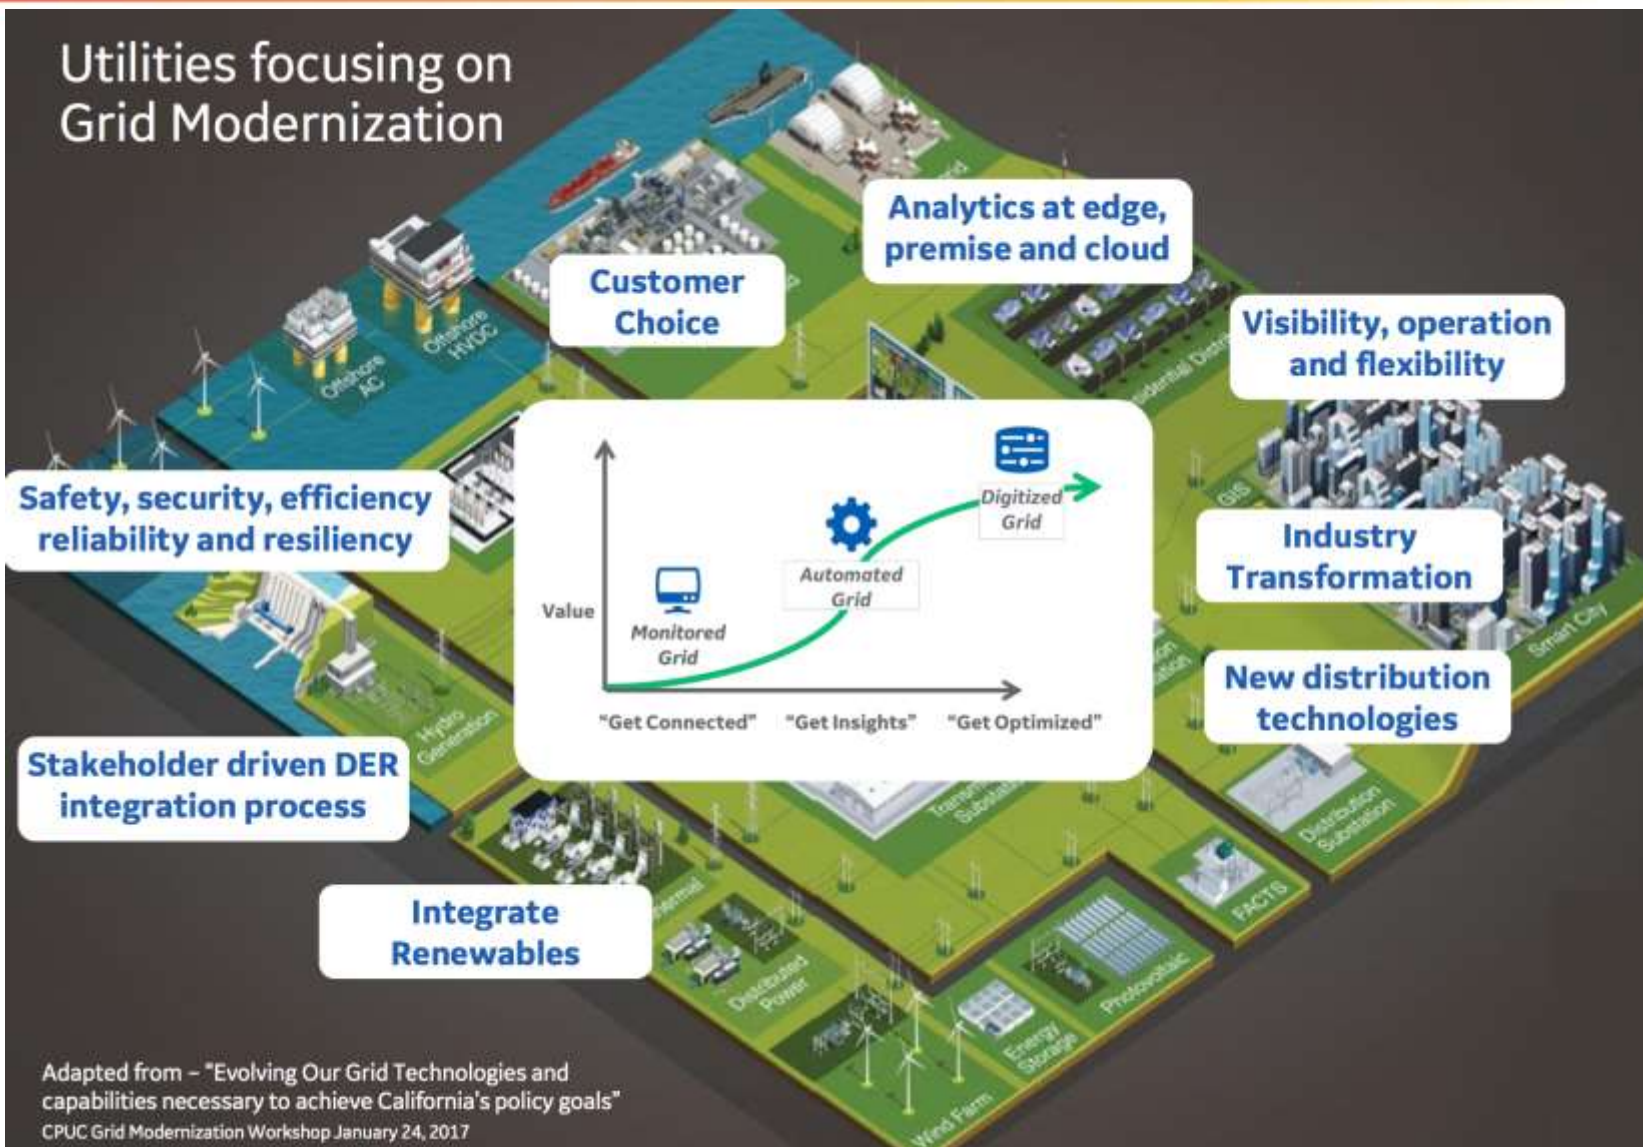 Utilities focusing on
Grid Modernization
Analytics at edge,
premise and cloud
Customer
Choice
Visibility, operation
and flexibility
Offshore
HVDC
Offshore
AC
Safety, security, efficiency
reliability and resiliency
Digitized
Grid
Automated
Grid
Value
Monitored
Grid
"Get Connected"
"Get Insights"
"Get Optimized"
GIS
Industry
Transformation
Smart City
New distribution
technologies
Hydro
Generation
Stakeholder driven DER
integration process
Distribution
Substation
FACTS
Integrate
Renewables
Distributed
Power
Photovoltaic
Energy
Storage
Wind Farm
Adapted from – "Evolving Our Grid Technologies and
capabilities necessary to achieve California's policy goals"
CPUC Grid Modernization Workshop January 24, 2017